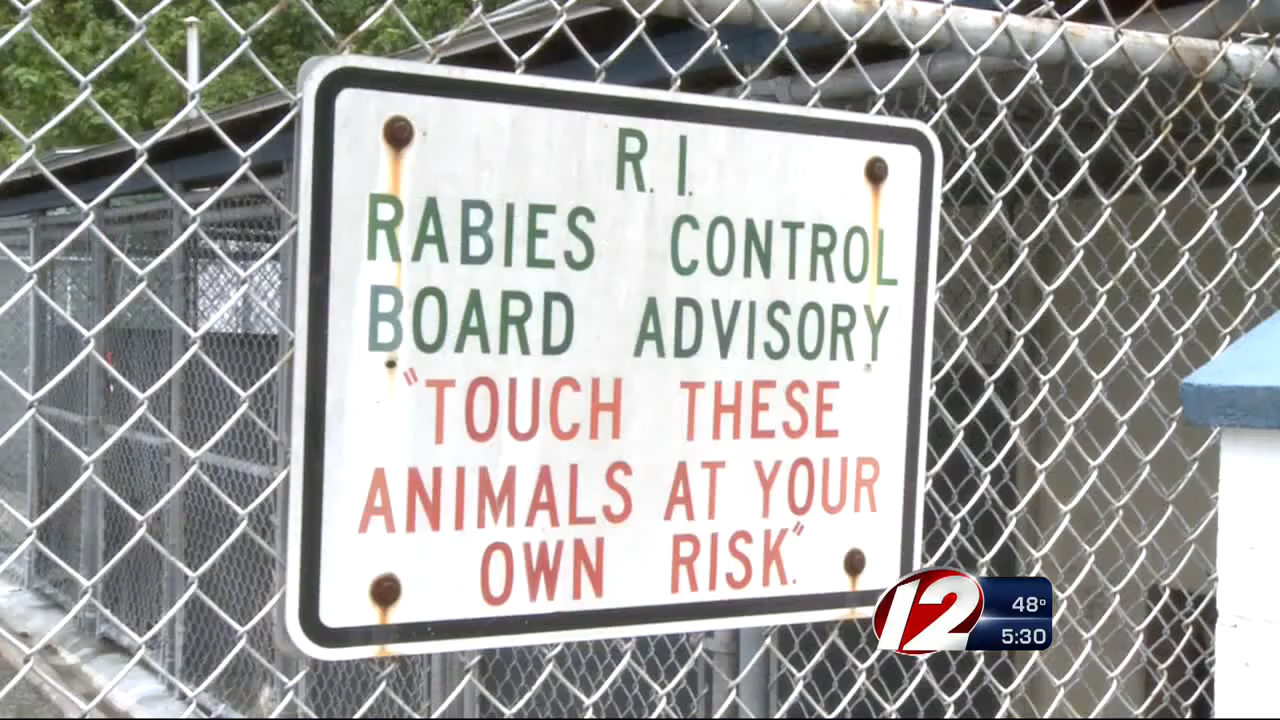 R. I.
RABIES CONTROL
BOARD ADVISORY
"TOUCH THESE
ANIMALS AT YOUR
OWN RISK."
12
48°
5:30